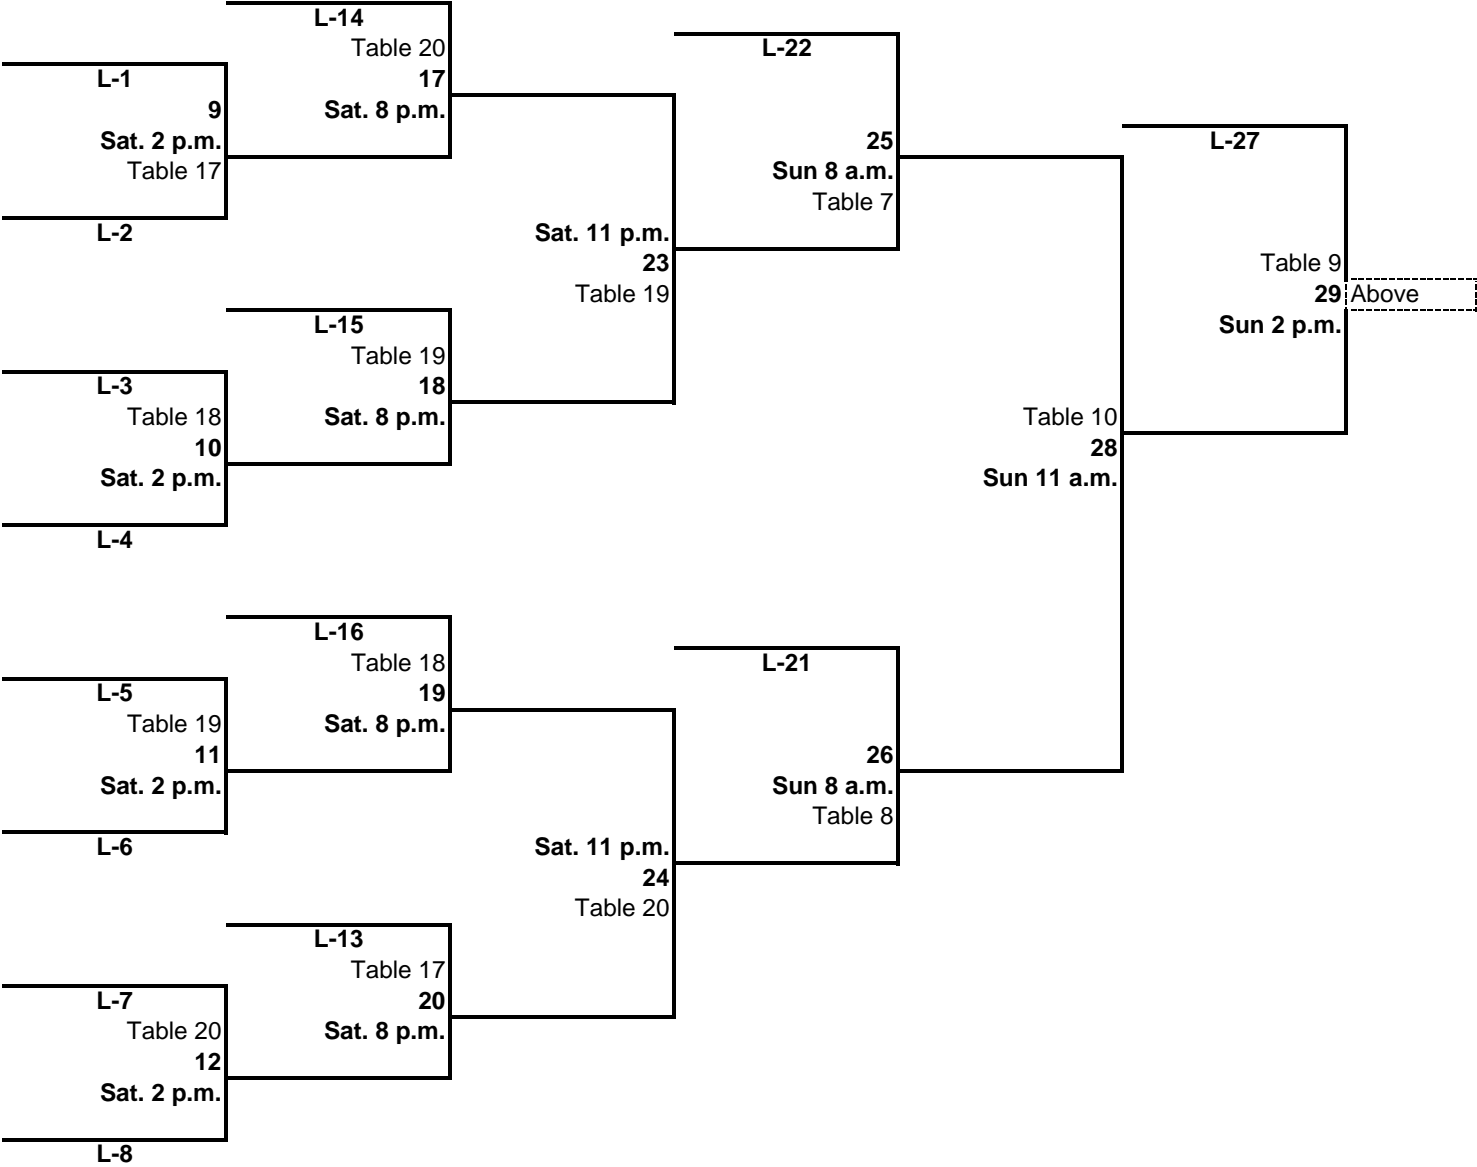 L-14
Table 20
17
Sat. 8 p.m.
L-1
9
Sat. 2 p.m.
Table 17
L-2
L-15
Table 19
18
Sat. 8 p.m.
L-3
Table 18
10
Sat. 2 p.m.
L-4
L-16
Table 18
19
Sat. 8 p.m.
L-5
Table 19
11
Sat. 2 p.m.
L-6
L-13
Table 17
20
Sat. 8 p.m.
L-7
Table 20
12
Sat. 2 p.m.
L-8
Sat. 11 p.m.
23
Table 19
Sat. 11 p.m.
24
Table 20
L-22
25
Sun 8 a.m.
Table 7
L-21
26
Sun 8 a.m.
Table 8
Table 10
28
Sun 11 a.m.
L-27
Table 9
29
Sun 2 p.m.
Above